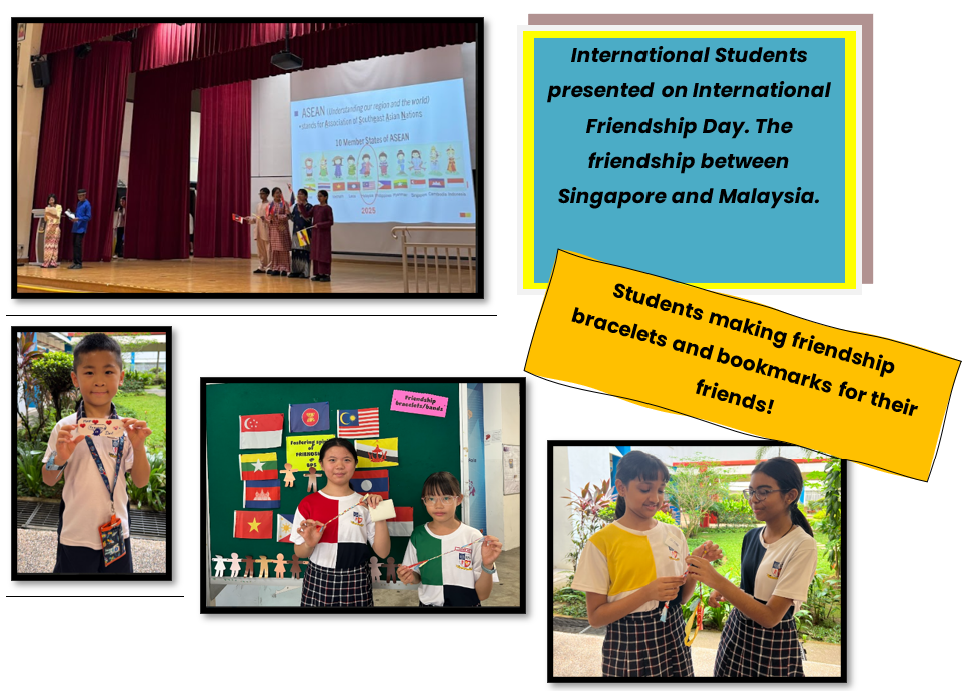 International Students
presented on International
Friendship Day. The
friendship between
Singapore and Malaysia.
ASEAN (Understanding our region and the world)
stands for Association of Southeast Asian Nations
10 Member States of ASEAN
2025
Students making friendship
bracelets and bookmarks for their
friends!
Friendship
bracelets/bands
Fostering
FRIENDSHIP